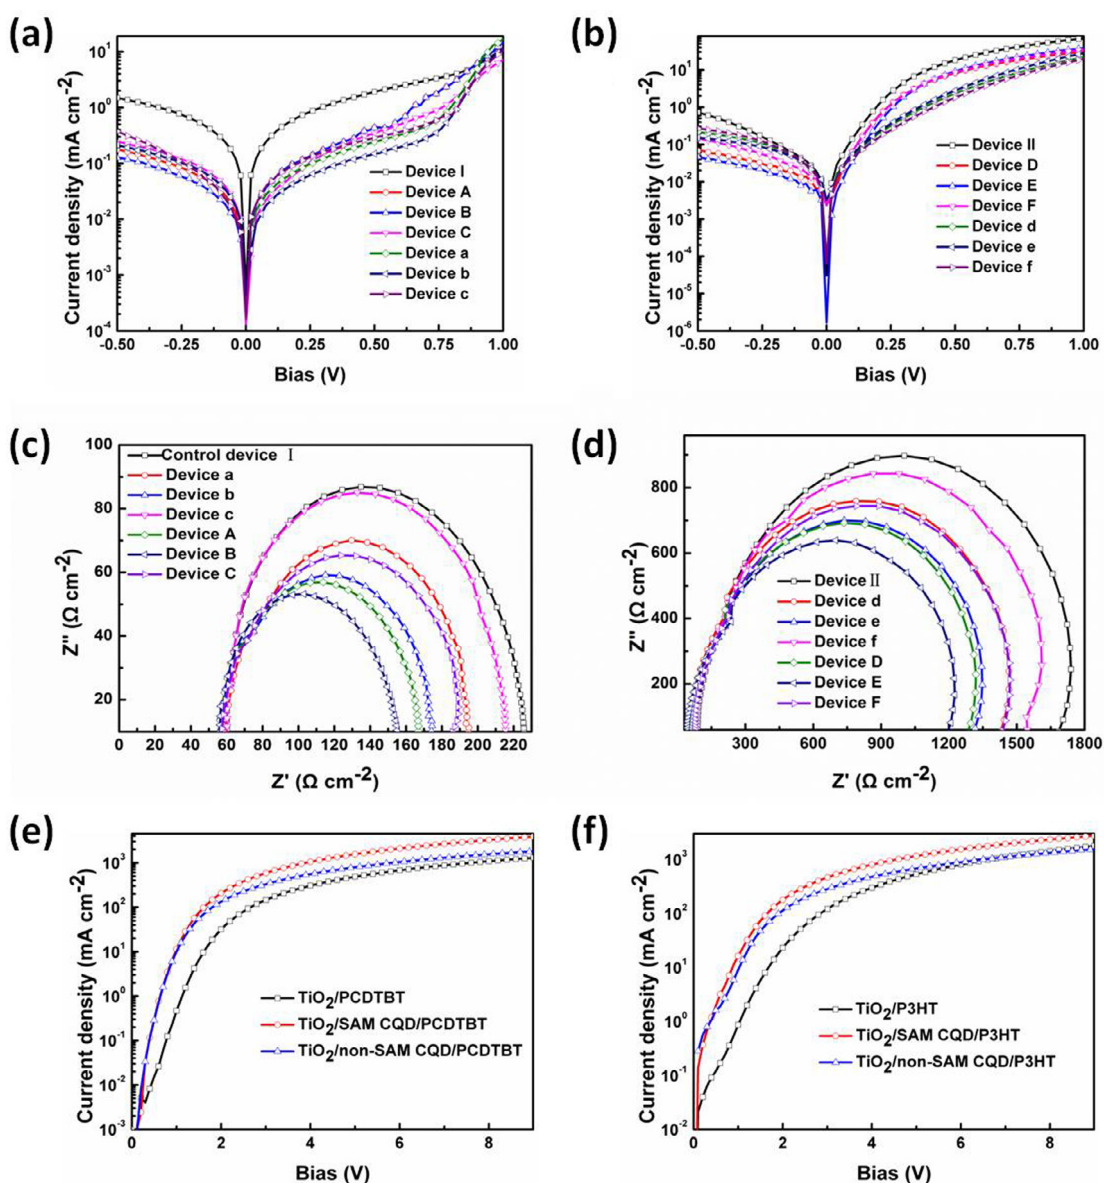 (a)
Current density (mA cm⁻²)
10¹
10⁰
10⁻¹
10⁻²
10⁻³
10⁻⁴
Device I
Device A
Device B
Device C
Device a
Device b
Device c
-0.50 -0.25 0.00 0.25 0.50 0.75 1.00
Bias (V)
(b)
Current density (mA cm⁻²)
10¹
10⁰
10⁻¹
10⁻²
10⁻³
10⁻⁴
10⁻⁵
10⁻⁶
Device II
Device D
Device E
Device F
Device d
Device e
Device f
-0.50 -0.25 0.00 0.25 0.50 0.75 1.00
Bias (V)
(c)
Z'' (Ω cm⁻²)
100
80
60
40
20
Control device Ⅰ
Device a
Device b
Device c
Device A
Device B
Device C
0 20 40 60 80 100 120 140 160 180 200 220
Z' (Ω cm⁻²)
(d)
Z'' (Ω cm⁻²)
800
600
400
200
Device Ⅱ
Device d
Device e
Device f
Device D
Device E
Device F
300 600 900 1200 1500 1800
Z' (Ω cm⁻²)
(e)
Current density (mA cm⁻²)
10³
10²
10¹
10⁰
10⁻¹
10⁻²
10⁻³
TiO₂/PCDTBT
TiO₂/SAM CQD/PCDTBT
TiO₂/non-SAM CQD/PCDTBT
0 2 4 6 8
Bias (V)
(f)
Current density (mA cm⁻²)
10³
10²
10¹
10⁰
10⁻¹
10⁻²
TiO₂/P3HT
TiO₂/SAM CQD/P3HT
TiO₂/non-SAM CQD/P3HT
0 2 4 6 8
Bias (V)